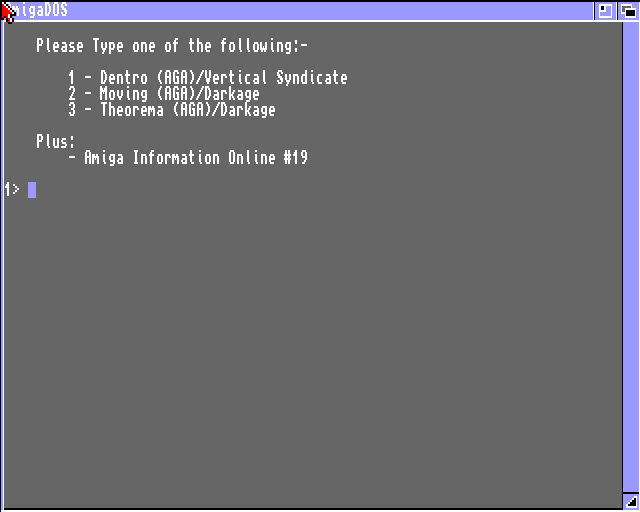 AmigaDOS
Please Type one of the following:-
1 - Dentro (AGA)/Vertical Syndicate
2 - Moving (AGA)/Darkage
3 - Theorema (AGA)/Darkage
Plus:
- Amiga Information Online #19
1>